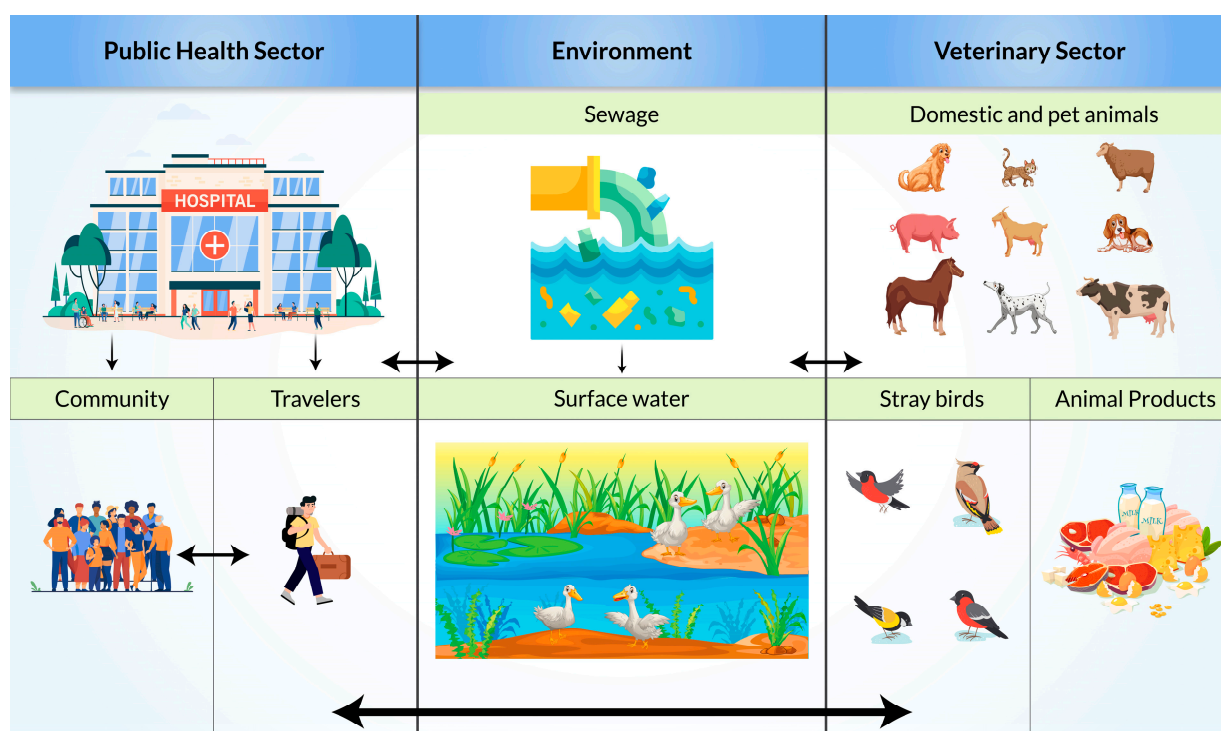 Public Health Sector
Environment
Veterinary Sector
Sewage
Domestic and pet animals
HOSPITAL
Community
Travelers
Surface water
Stray birds
Animal Products
MILK
MILK